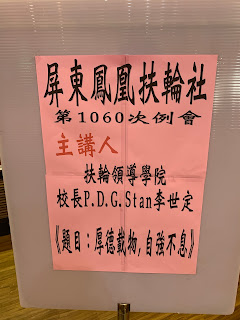 屏東鳳凰扶輪社
第1060次例會
主講人
扶輪領導學院
校長P.D.G.Stan李世定
《題目：厚德載物,自強不息》